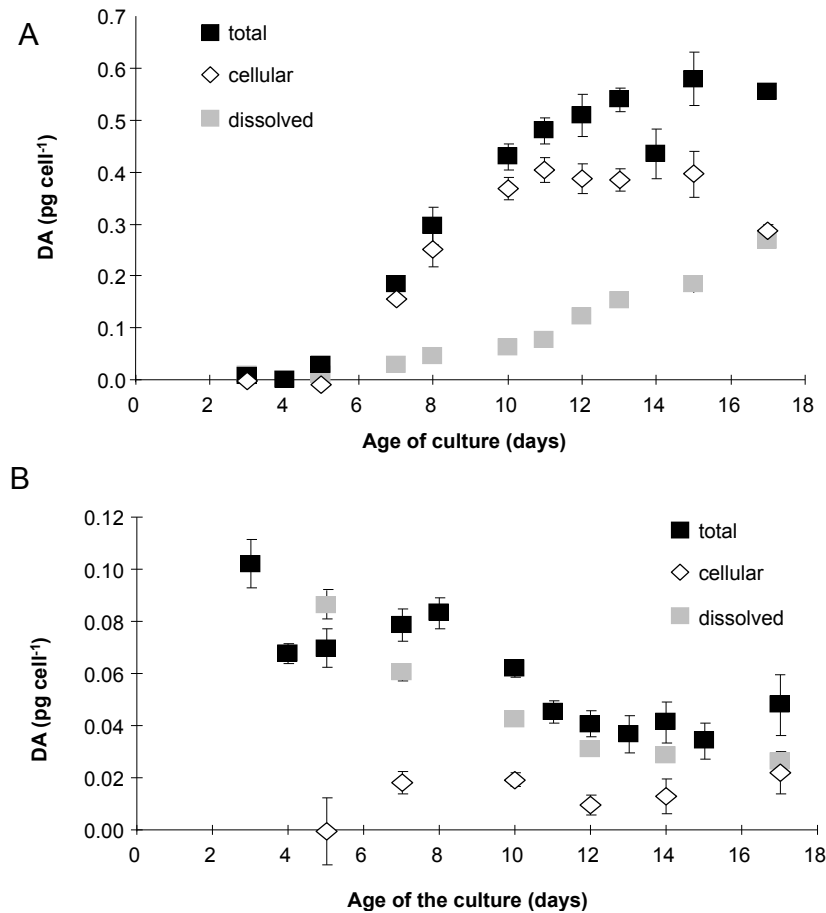 A
total
cellular
dissolved
DA (pg cell⁻¹)
0.7
0.6
0.5
0.4
0.3
0.2
0.1
0.0
0 2 4 6 8 10 12 14 16 18
Age of culture (days)
B
total
cellular
dissolved
DA (pg cell⁻¹)
0.12
0.10
0.08
0.06
0.04
0.02
0.00
0 2 4 6 8 10 12 14 16 18
Age of the culture (days)